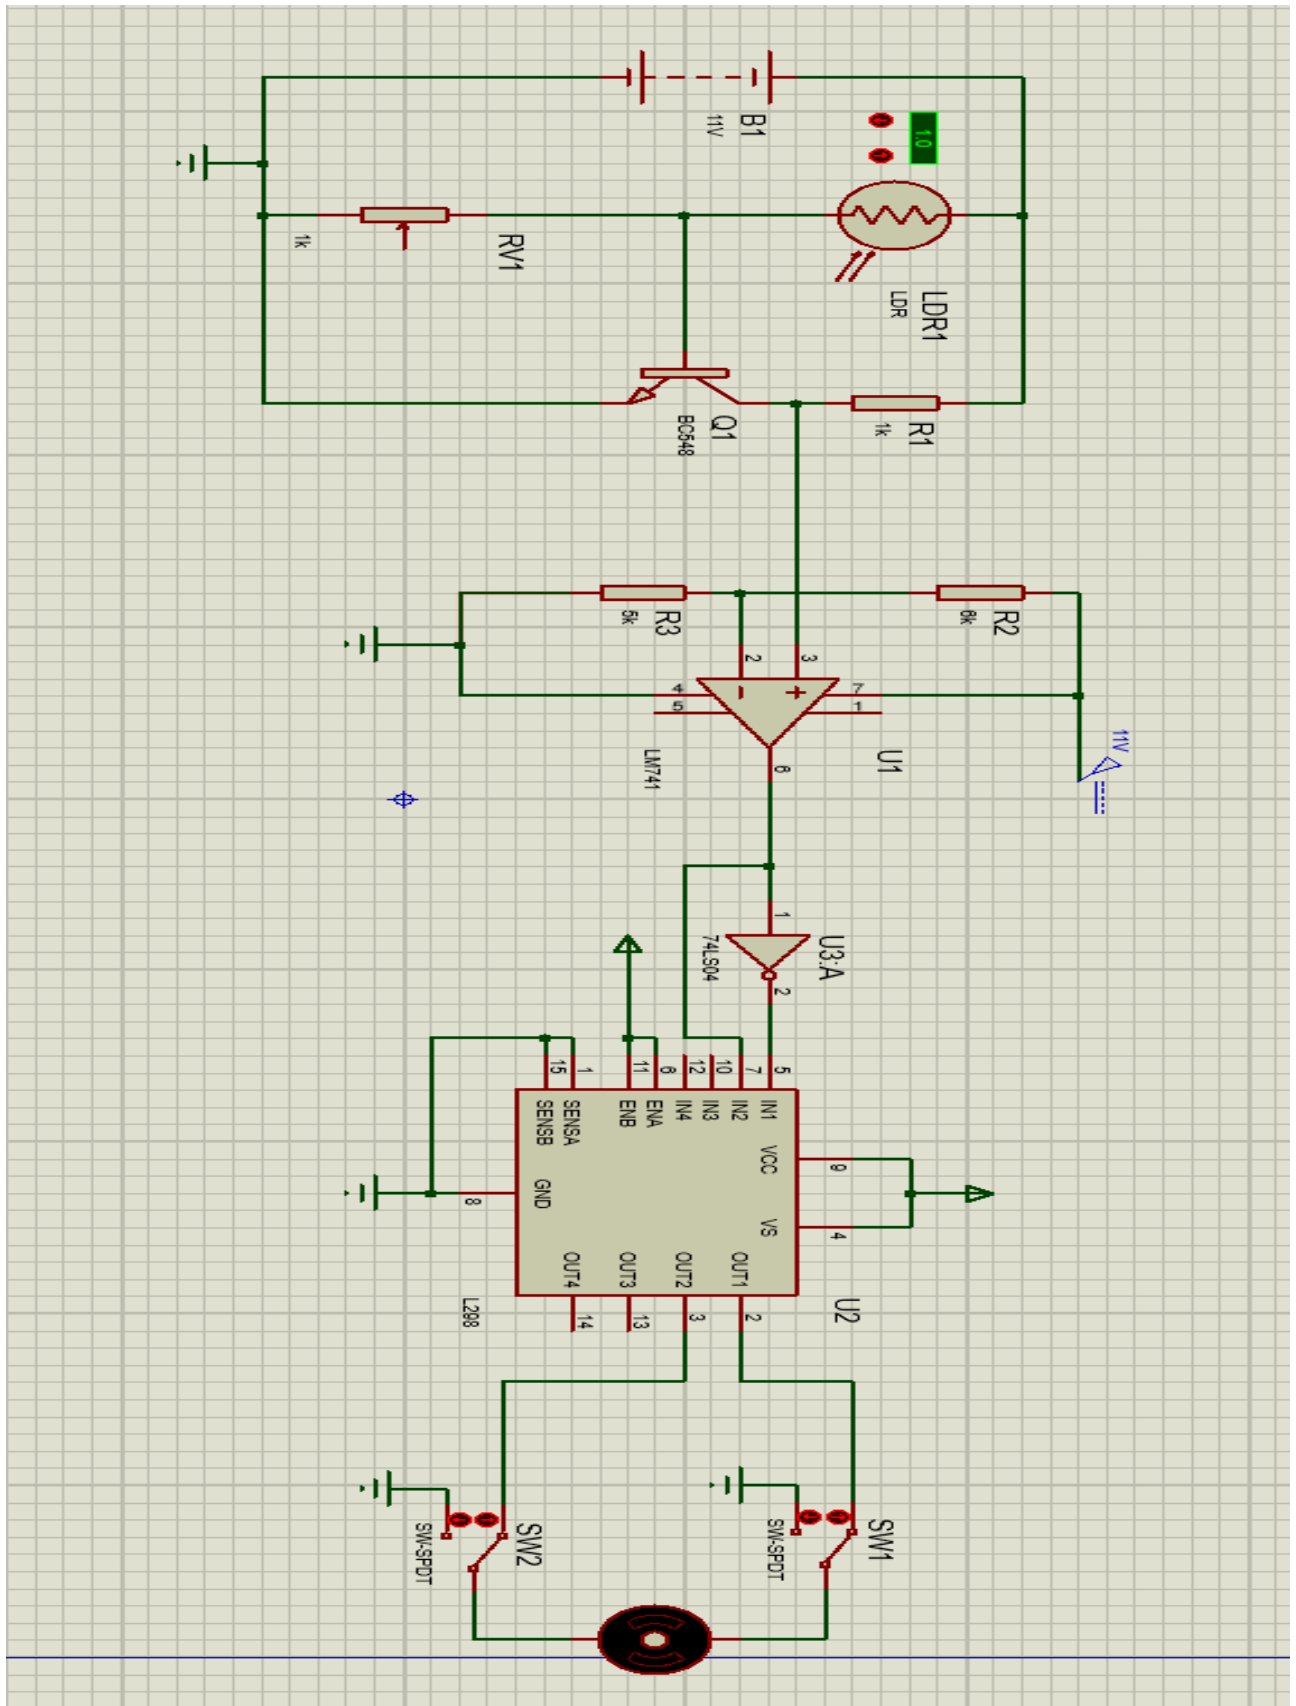 B1
11V
1.0
LDR1
LDR
RV1
1k
Q1
BC548
R1
1k
R2
6k
R3
5k
2
3
4
5
7
1
6
U1
LM741
11V
1
2
U3:A
74LS04
5
7
10
12
6
11
1
15
IN1
IN2
IN3
IN4
ENA
ENB
SENSA
SENSB
VCC
9
VS
4
GND
8
OUT1
OUT2
OUT3
OUT4
2
3
13
14
U2
L298
SW1
SW-SPDT
SW2
SW-SPDT